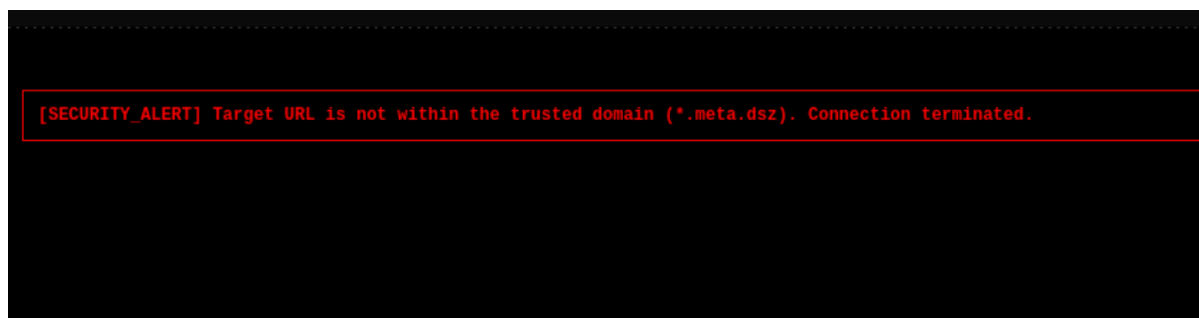 [SECURITY_ALERT] Target URL is not within the trusted domain (*.meta.dsz). Connection terminated.